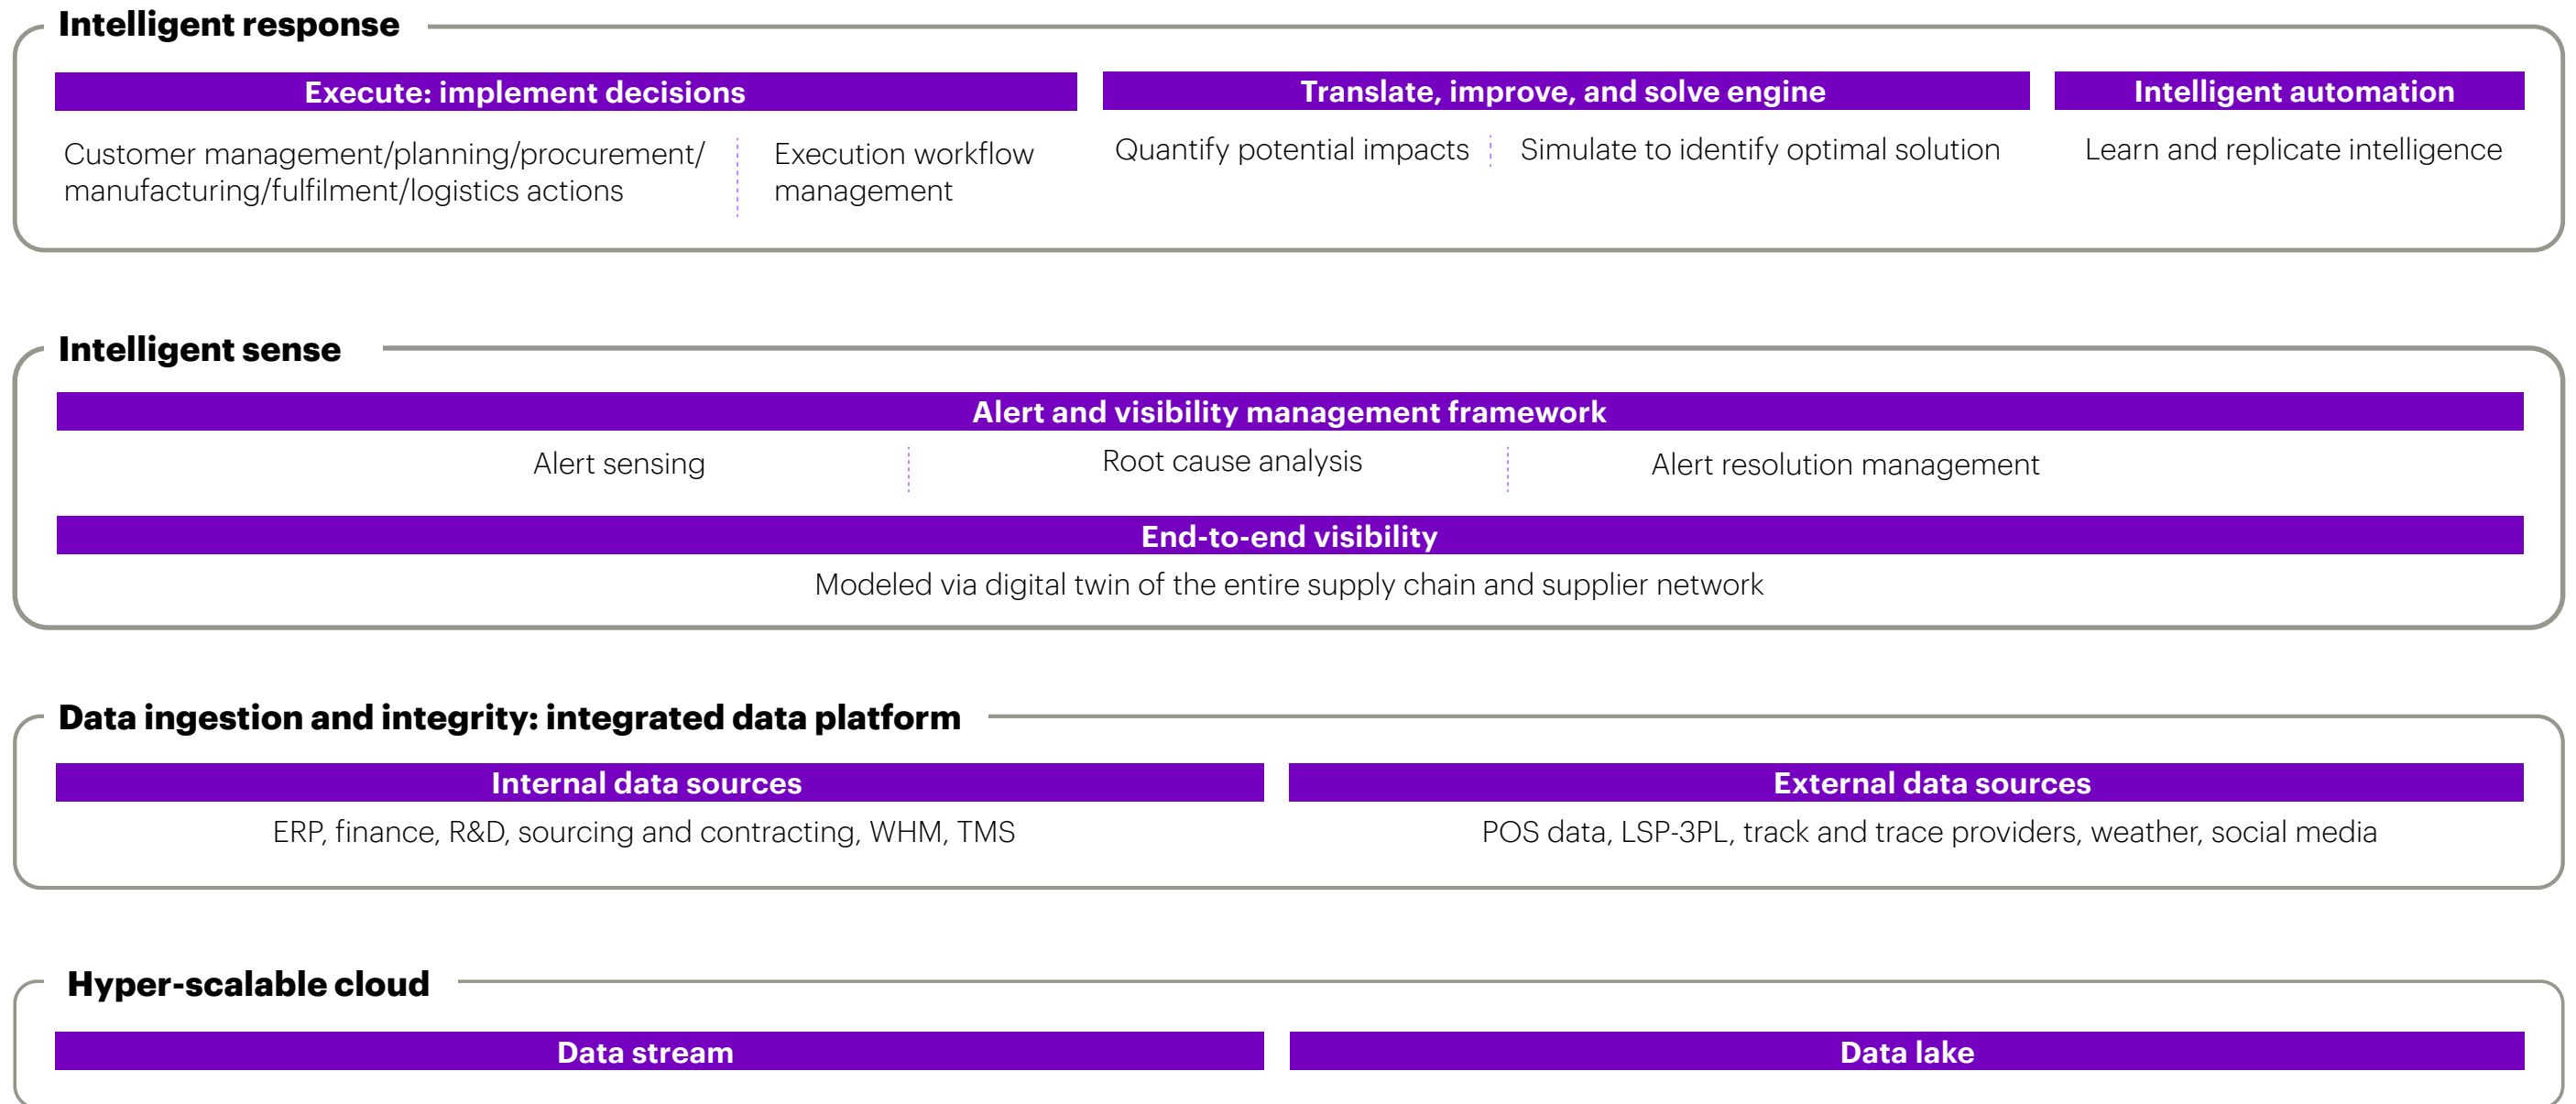 Intelligent response
Execute: implement decisions
Customer management/planning/procurement/
manufacturing/fulfilment/logistics actions
Execution workflow
management
Translate, improve, and solve engine
Quantify potential impacts
Simulate to identify optimal solution
Intelligent automation
Learn and replicate intelligence
Intelligent sense
Alert and visibility management framework
Alert sensing
Root cause analysis
Alert resolution management
End-to-end visibility
Modeled via digital twin of the entire supply chain and supplier network
Data ingestion and integrity: integrated data platform
Internal data sources
ERP, finance, R&D, sourcing and contracting, WHM, TMS
External data sources
POS data, LSP-3PL, track and trace providers, weather, social media
Hyper-scalable cloud
Data stream
Data lake